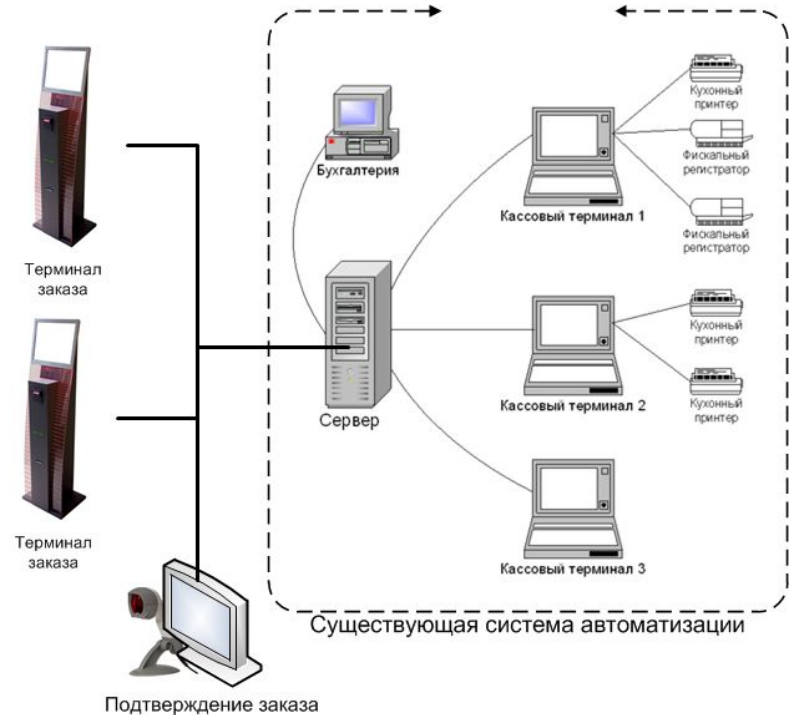 Терминал
заказа
Терминал
заказа
Подтверждение заказа
Бухгалтерия
Сервер
Кассовый терминал 1
Кухонный
принтер
Фискальный
регистратор
Фискальный
регистратор
Кассовый терминал 2
Кухонный
принтер
Кухонный
принтер
Кассовый терминал 3
Существующая система автоматизации